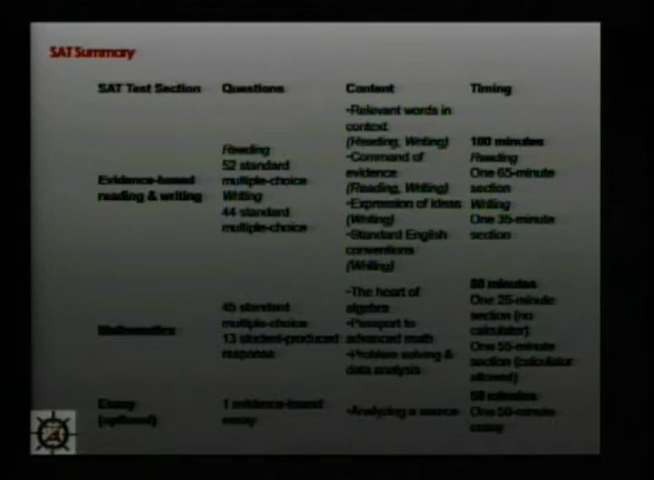 SAT Summary
SAT Test Section Questions Content Timing
Evidence-based
reading & writing
Reading
52 standard
multiple-choice
Writing
44 standard
multiple-choice
•Relevant words in
context
(Reading, Writing)
•Command of
evidence
(Reading, Writing)
•Expression of ideas
(Writing)
•Standard English
conventions
(Writing)
100 minutes
Reading
One 65-minute
section
Writing
One 35-minute
section
Mathematics
45 standard
multiple-choice
13 student-produced
response
•The heart of
algebra
•Passport to
advanced math
•Problem solving &
data analysis
80 minutes
One 25-minute
section (no
calculator)
One 55-minute
section (calculator
allowed)
Essay
(optional)
1 evidence-based
essay
•Analyzing a source
50 minutes
One 50-minute
essay